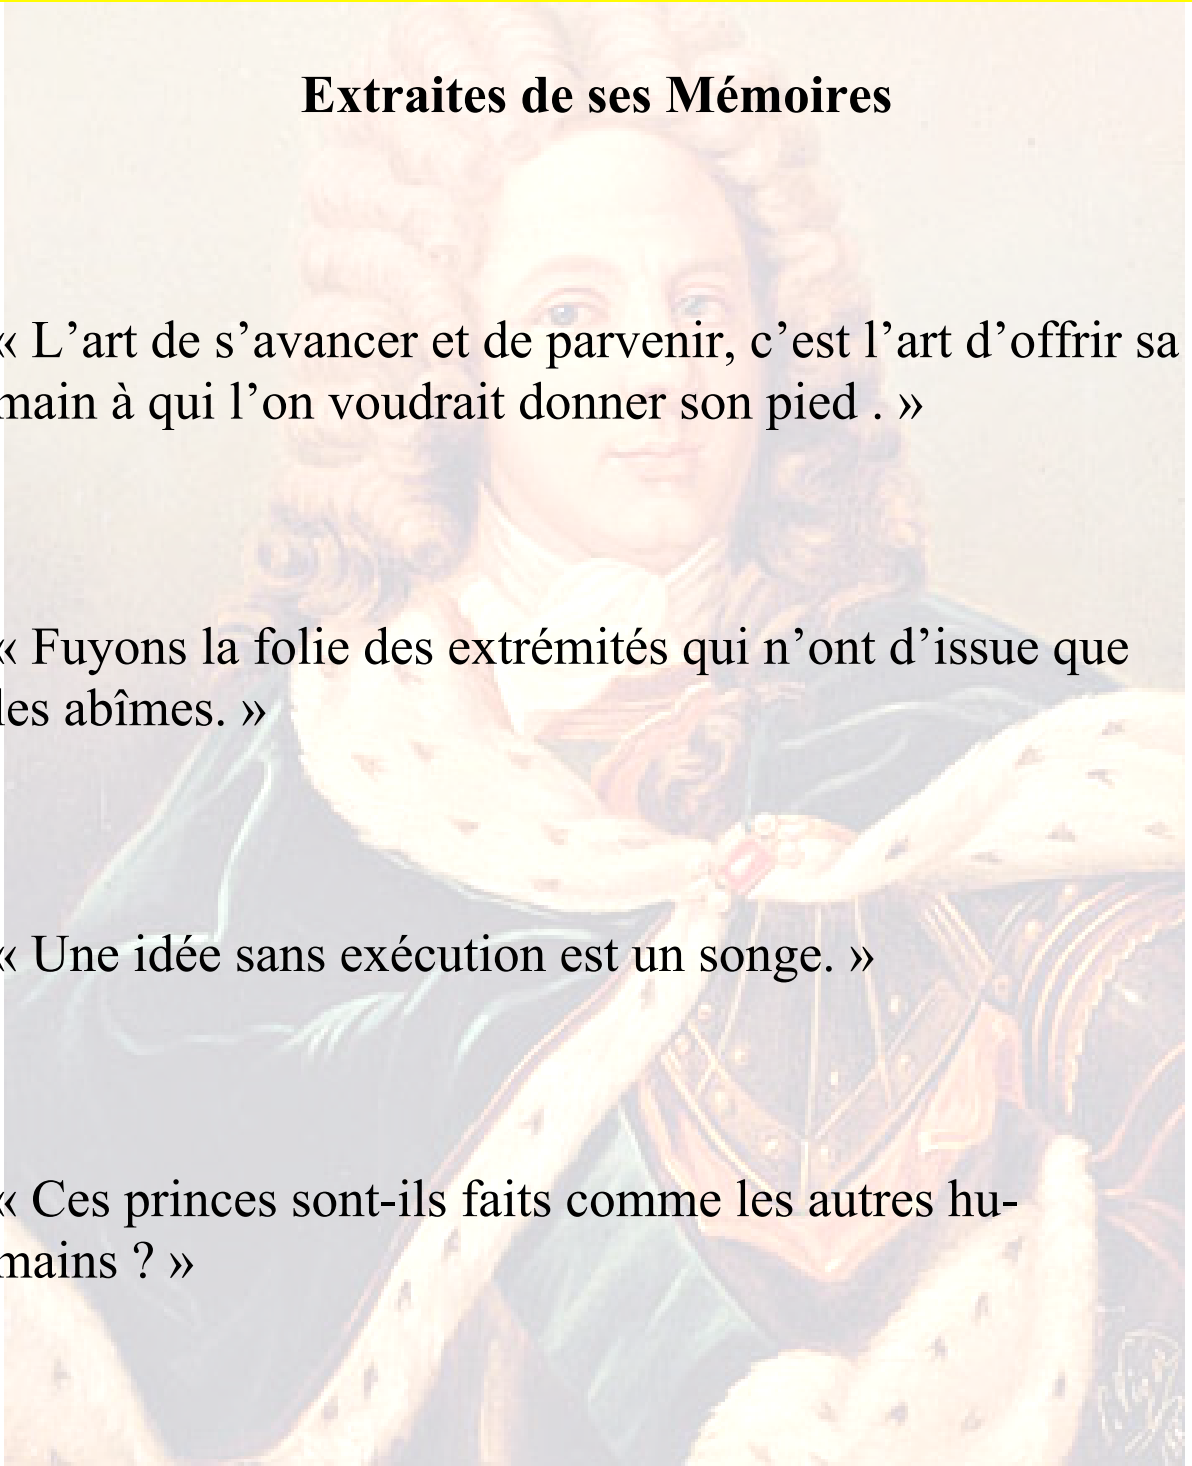 Extraites de ses Mémoires
« L’art de s’avancer et de parvenir, c’est l’art d’offrir sa
main à qui l’on voudrait donner son pied . »
« Fuyons la folie des extrémités qui n’ont d’issue que
les abîmes. »
« Une idée sans exécution est un songe. »
« Ces princes sont-ils faits comme les autres hu-
mains ? »